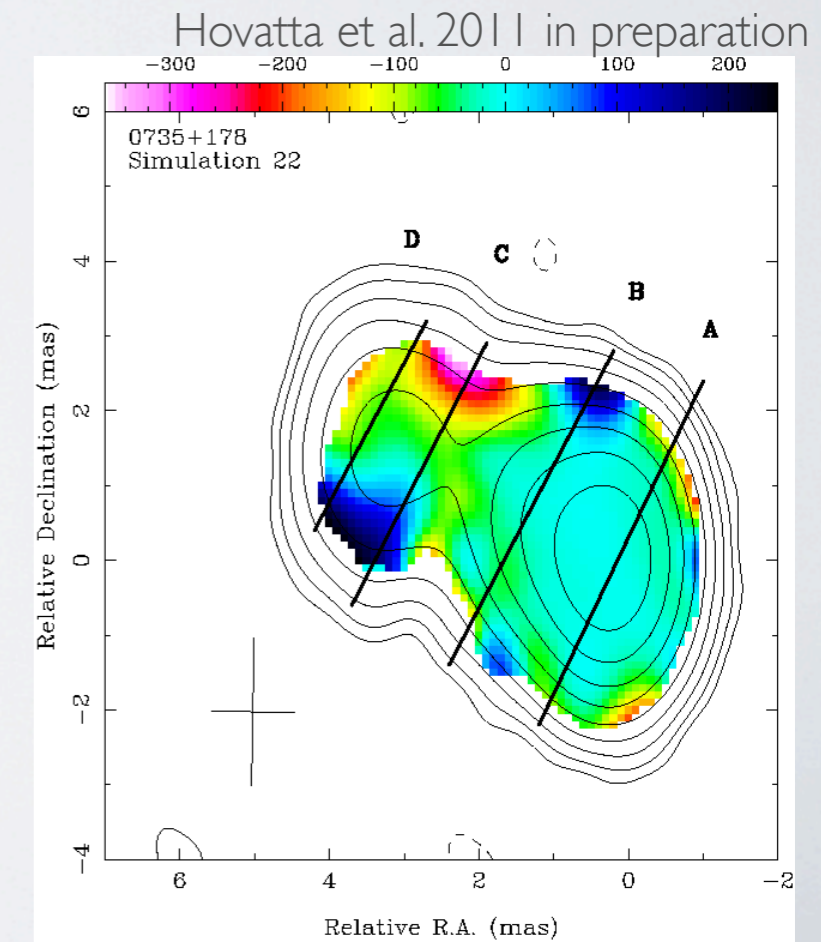 Hovatta et al. 2011 in preparation
−300 −200 −100 0 100 200
0735+178
Simulation 22
D
C
B
A
6
4
2
0
−2
−4
Relative Declination (mas)
6 4 2 0 −2
Relative R.A. (mas)